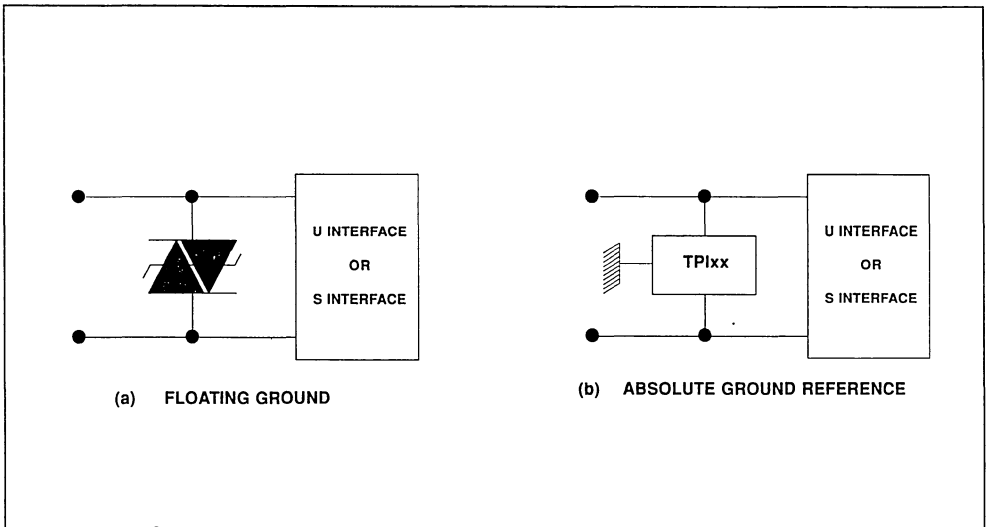 U INTERFACE
OR
S INTERFACE
(a) FLOATING GROUND
TPIxx
U INTERFACE
OR
S INTERFACE
(b) ABSOLUTE GROUND REFERENCE